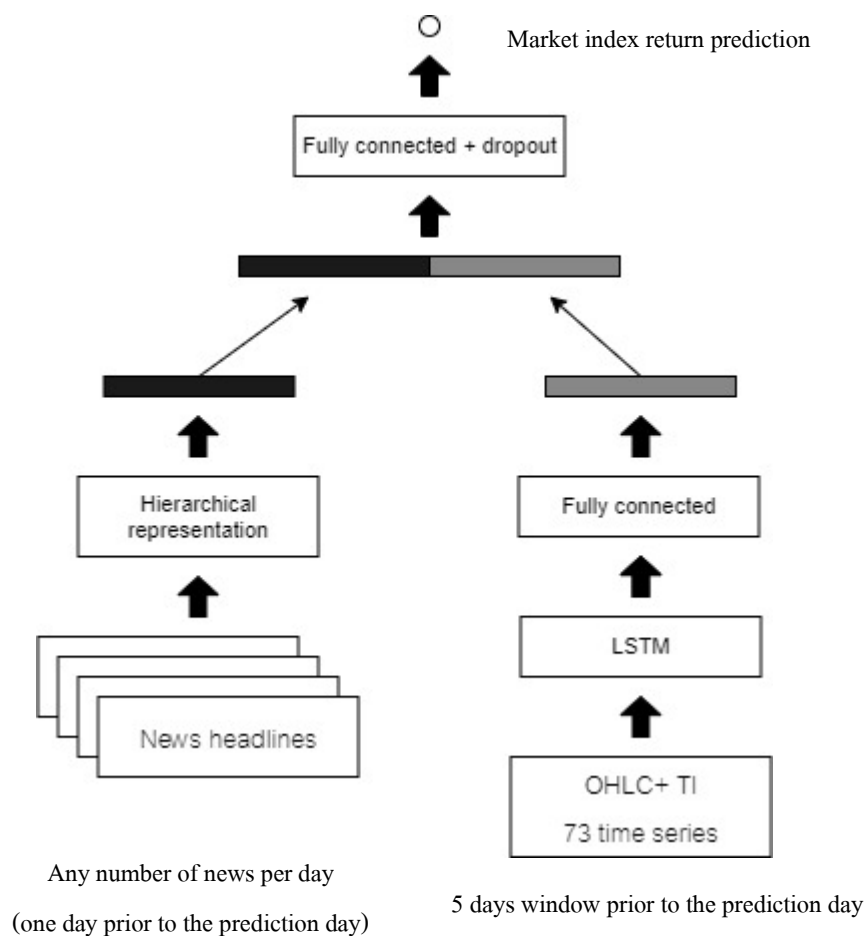 Market index return prediction
Fully connected + dropout
Hierarchical
representation
Fully connected
LSTM
News headlines
OHLC+ TI
73 time series
Any number of news per day
(one day prior to the prediction day)
5 days window prior to the prediction day